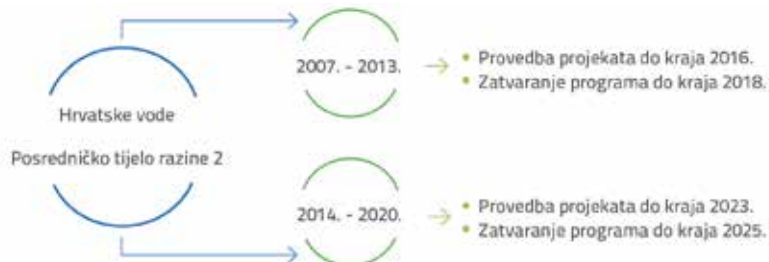 Hrvatske vode
Posredničko tijelo razine 2
2007. - 2013.
• Provedba projekata do kraja 2016.
• Zatvaranje programa do kraja 2018.
2014. - 2020.
• Provedba projekata do kraja 2023.
• Zatvaranje programa do kraja 2025.